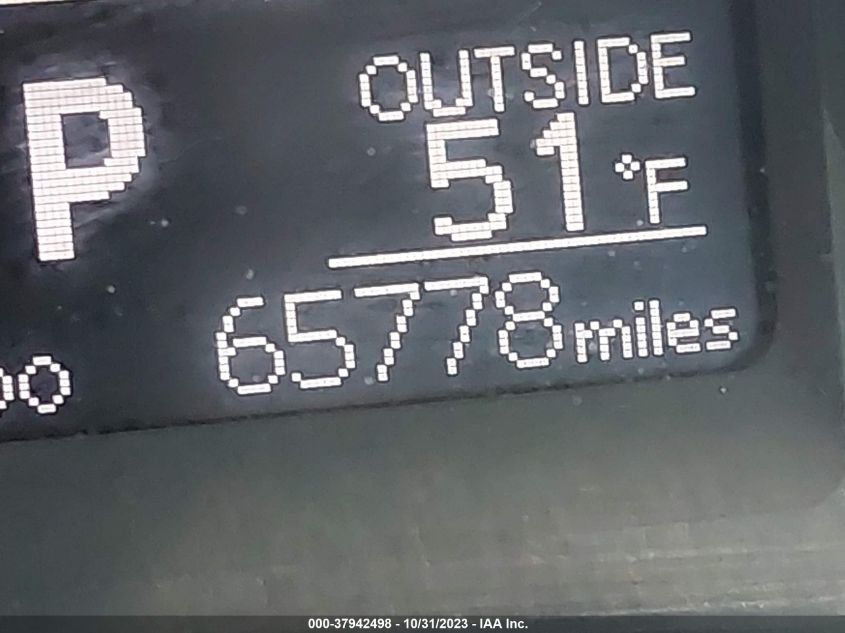 P
OUTSIDE
51 °F
65778 miles
000-37942498 - 10/31/2023 - IAA Inc.